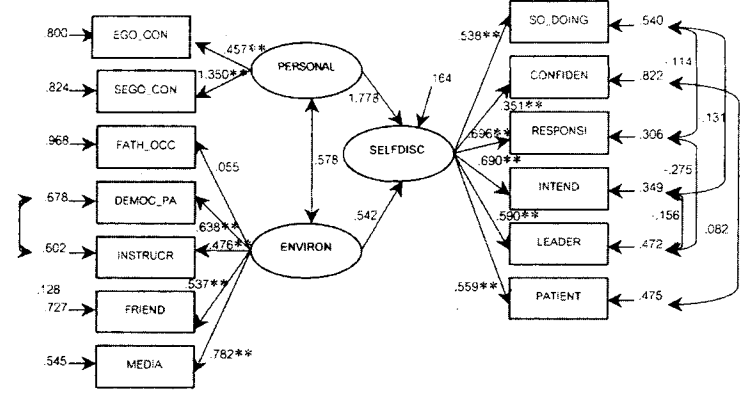 .800
EGO_CON
.457**
.824
SEGO_CON
1.350**
PERSONAL
.968
FATH_OCC
.055
.678
DEMOC_PA
.638**
.602
INSTRUCR
.476**
ENVIRON
.128
.727
FRIEND
.537**
.545
MEDIA
.782**
.578
1.778
.542
.164
SELFDISC
.538**
SO_DOING
.540
.351**
CONFIDEN
.822
.696**
RESPONSI
.306
.690**
INTEND
.349
.590**
LEADER
.472
.559**
PATIENT
.475
.114
.131
-.275
-.156
.082